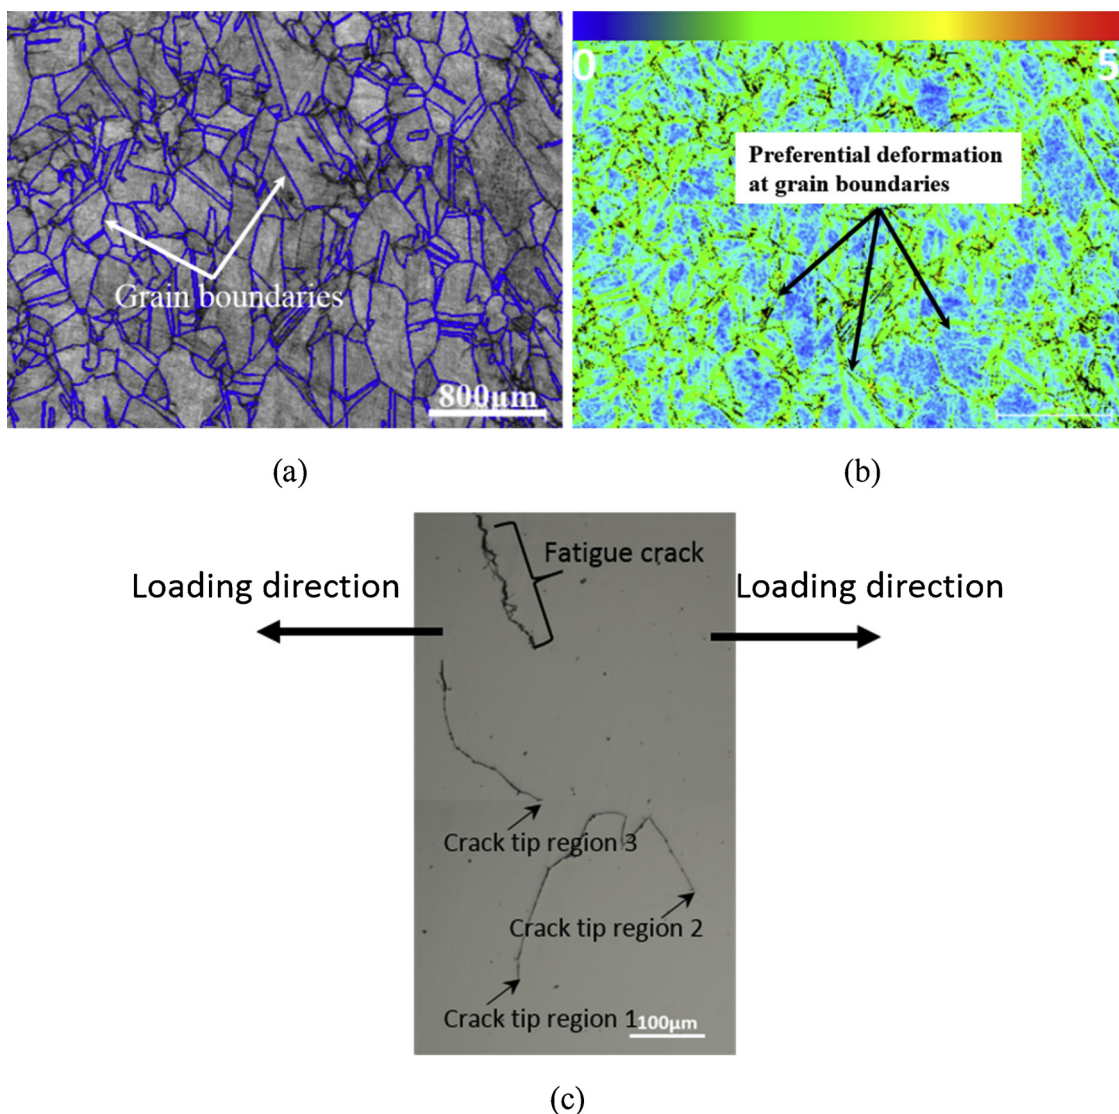 Grain boundaries
800μm
(a)
0
5
Preferential deformation
at grain boundaries
(b)
Fatigue crack
Loading direction
Loading direction
Crack tip region 3
Crack tip region 2
Crack tip region 1
100μm
(c)